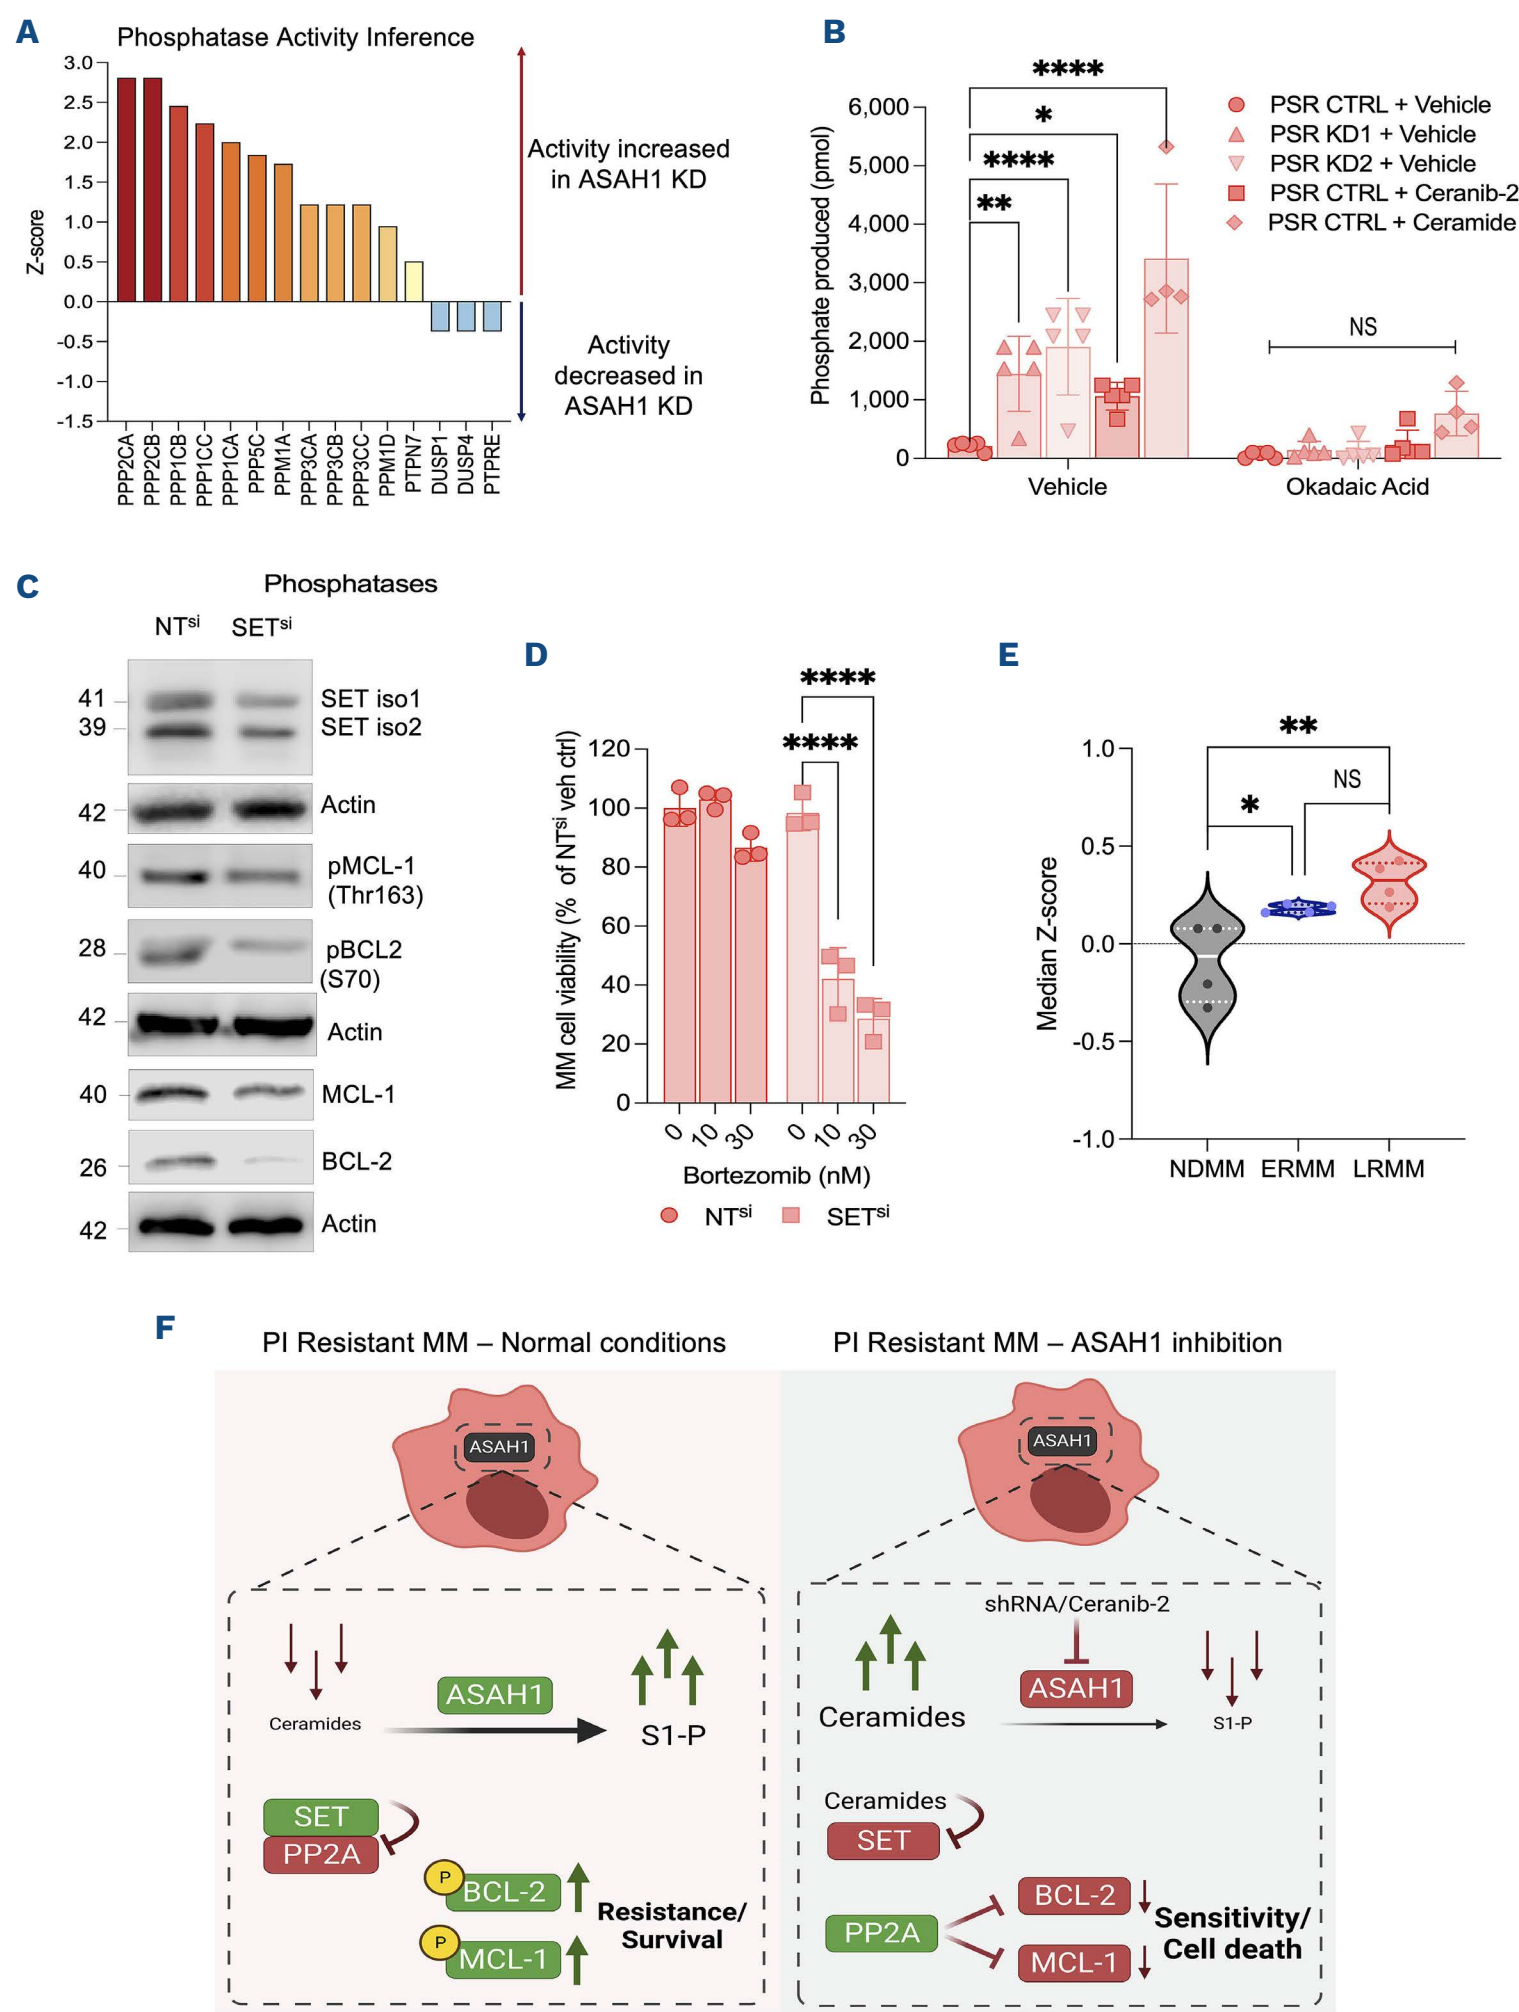 A
Phosphatase Activity Inference
Z-score
3.0
2.5
2.0
1.5
1.0
0.5
0.0
-0.5
-1.0
-1.5
Activity increased
in ASAH1 KD
Activity
decreased in
ASAH1 KD
PPP2CA
PPP2CB
PPP1CB
PPP1CC
PPP1CA
PPP5C
PPM1A
PPP3CA
PPP3CB
PPP3CC
PPM1D
PTPN7
DUSP1
DUSP4
PTPRE
B
Phosphate produced (pmol)
6,000
5,000
4,000
3,000
2,000
1,000
0
****
*
****
**
NS
PSR CTRL + Vehicle
PSR KD1 + Vehicle
PSR KD2 + Vehicle
PSR CTRL + Ceranib-2
PSR CTRL + Ceramide
Vehicle
Okadaic Acid
C
Phosphatases
NTsi SETsi
41 SET iso1
39 SET iso2
42 Actin
40 pMCL-1
(Thr163)
28 pBCL2
(S70)
42 Actin
40 MCL-1
26 BCL-2
42 Actin
D
MM cell viability (% of NTsi veh ctrl)
120
100
80
60
40
20
0
****
****
0 10 30 0 10 30
Bortezomib (nM)
NTsi SETsi
E
Median Z-score
1.0
0.5
0.0
-0.5
-1.0
**
*
NS
NDMM ERMM LRMM
F
PI Resistant MM – Normal conditions
ASAH1
Ceramides
ASAH1
S1-P
SET
PP2A
P
BCL-2
P
MCL-1
Resistance/
Survival
PI Resistant MM – ASAH1 inhibition
ASAH1
shRNA/Ceranib-2
Ceramides
ASAH1
S1-P
Ceramides
SET
PP2A
BCL-2
MCL-1
Sensitivity/
Cell death